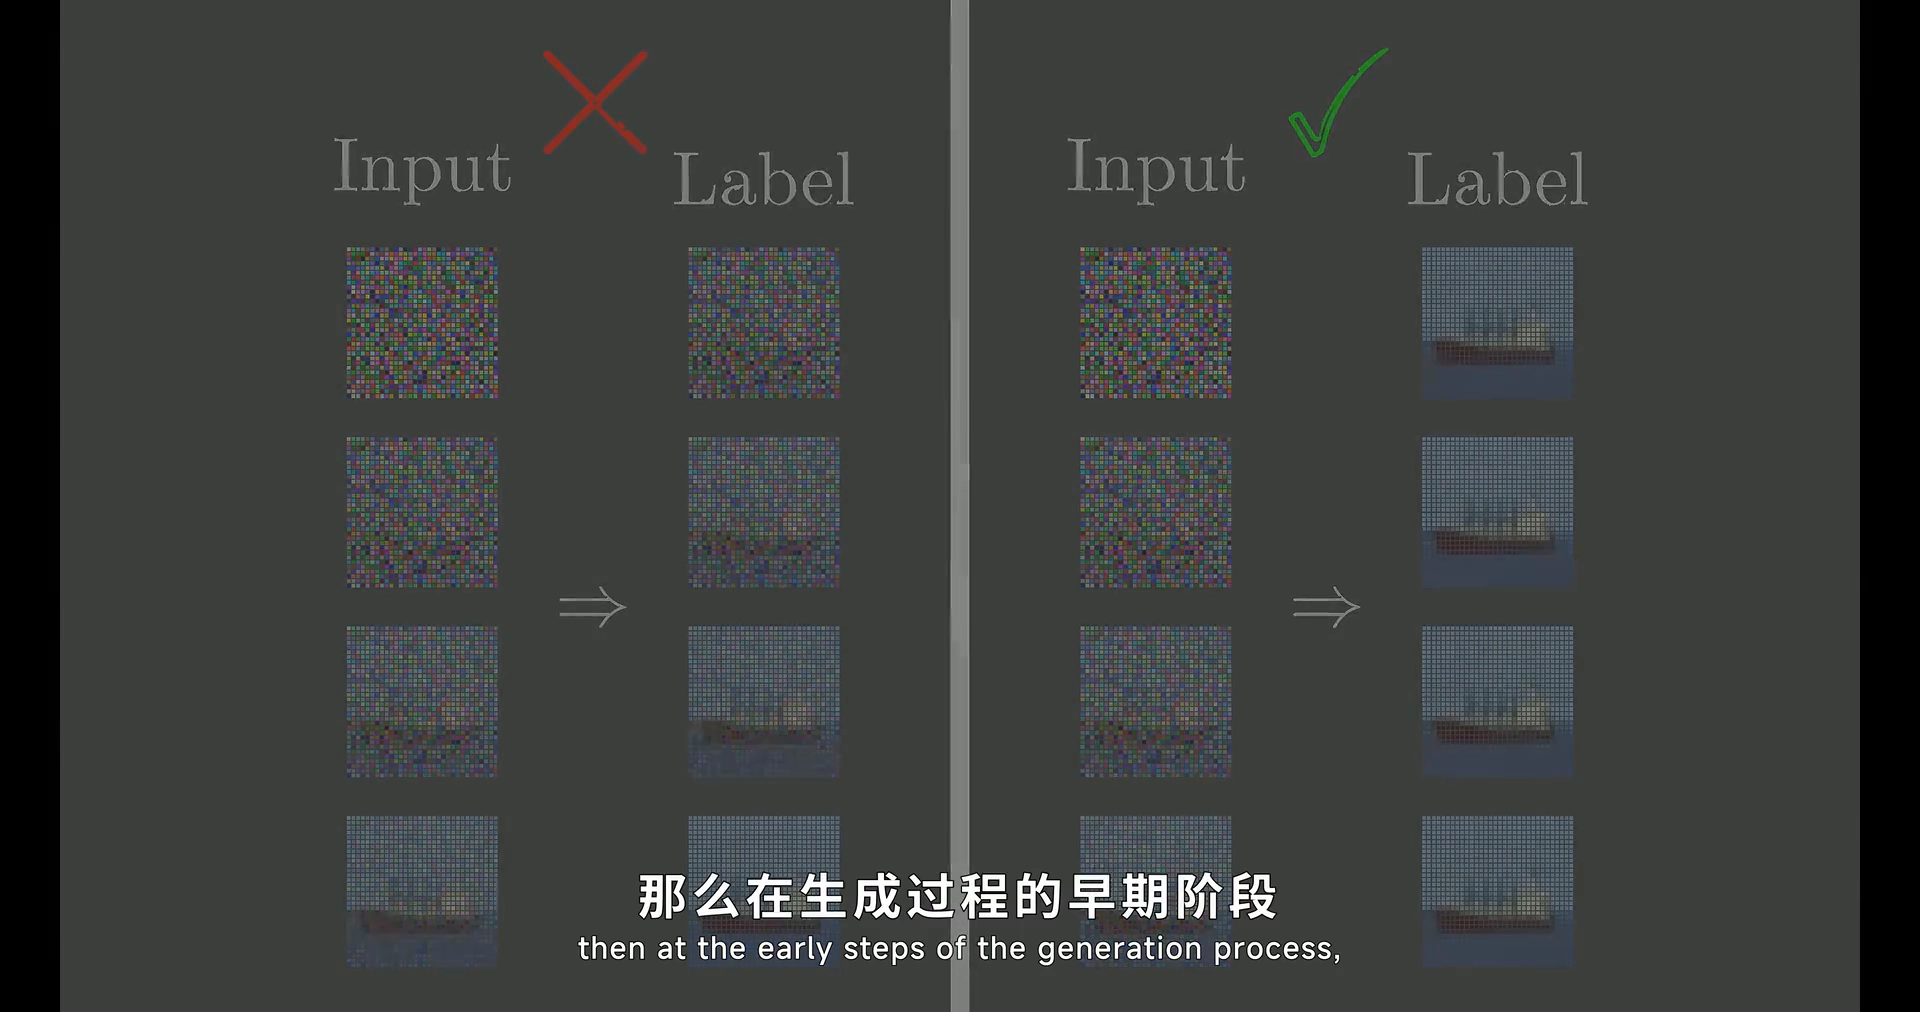 Input
Label
Input
Label
那么在生成过程的早期阶段
then at the early steps of the generation process,